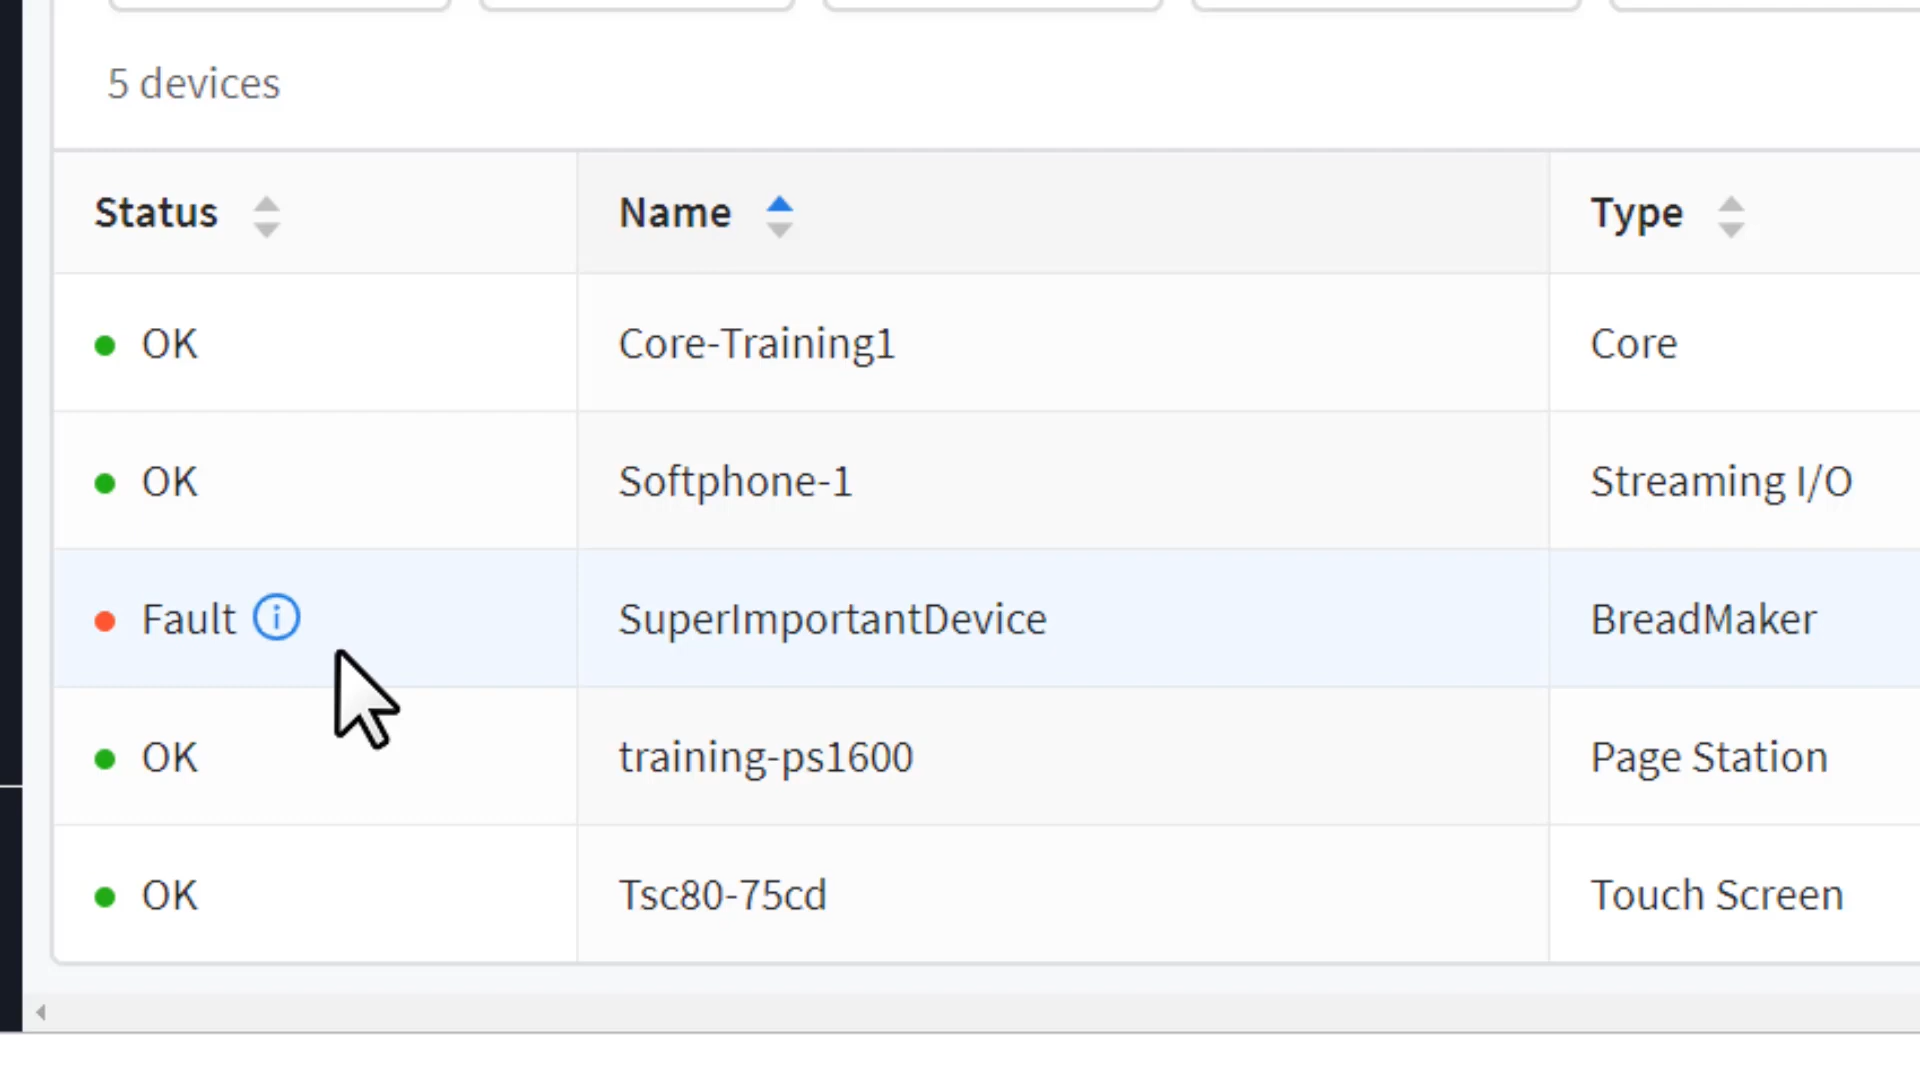 5 devices
Status Name Type
OK Core-Training1 Core
OK Softphone-1 Streaming I/O
Fault SuperImportantDevice BreadMaker
OK training-ps1600 Page Station
OK Tsc80-75cd Touch Screen